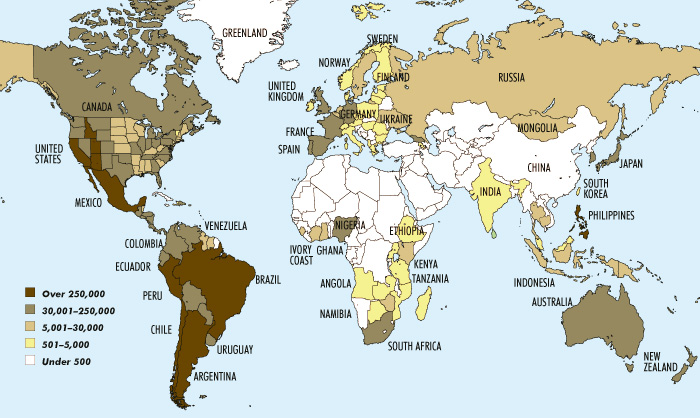 GREENLAND
SWEDEN
NORWAY
FINLAND
RUSSIA
UNITED
KINGDOM
CANADA
GERMANY
UKRAINE
MONGOLIA
FRANCE
UNITED
STATES
SPAIN
JAPAN
CHINA
SOUTH
KOREA
INDIA
MEXICO
PHILIPPINES
VENEZUELA
NIGERIA
ETHIOPIA
COLOMBIA
IVORY
COAST
GHANA
ECUADOR
KENYA
BRAZIL
TANZANIA
ANGOLA
INDONESIA
PERU
AUSTRALIA
NAMIBIA
CHILE
SOUTH AFRICA
URUGUAY
NEW
ZEALAND
ARGENTINA
Over 250,000
30,001–250,000
5,001–30,000
501–5,000
Under 500